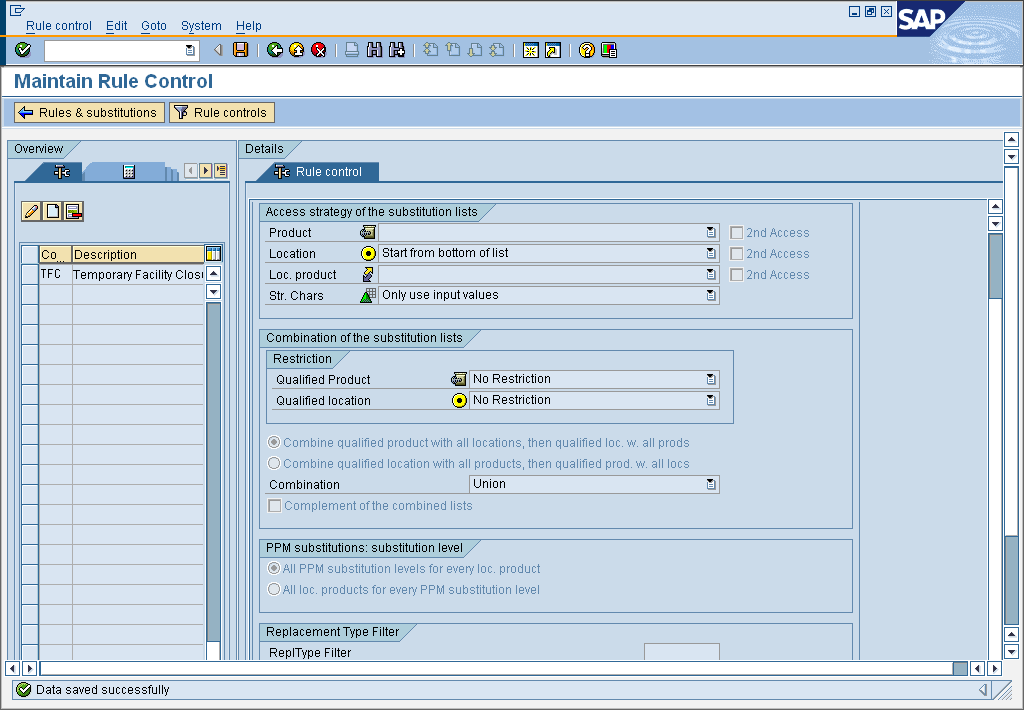 Rule control Edit Goto System Help
SAP
Maintain Rule Control
Rules & substitutions Rule controls
Overview
Co... Description
TFC Temporary Facility Closu
Details
Rule control
Access strategy of the substitution lists
Product 2nd Access
Location Start from bottom of list 2nd Access
Loc. product 2nd Access
Str. Chars Only use input values
Combination of the substitution lists
Restriction
Qualified Product No Restriction
Qualified location No Restriction
Combine qualified product with all locations, then qualified loc. w. all prods
Combine qualified location with all products, then qualified prod. w. all locs
Combination Union
Complement of the combined lists
PPM substitutions: substitution level
All PPM substitution levels for every loc. product
All loc. products for every PPM substitution level
Replacement Type Filter
ReplType Filter
Data saved successfully